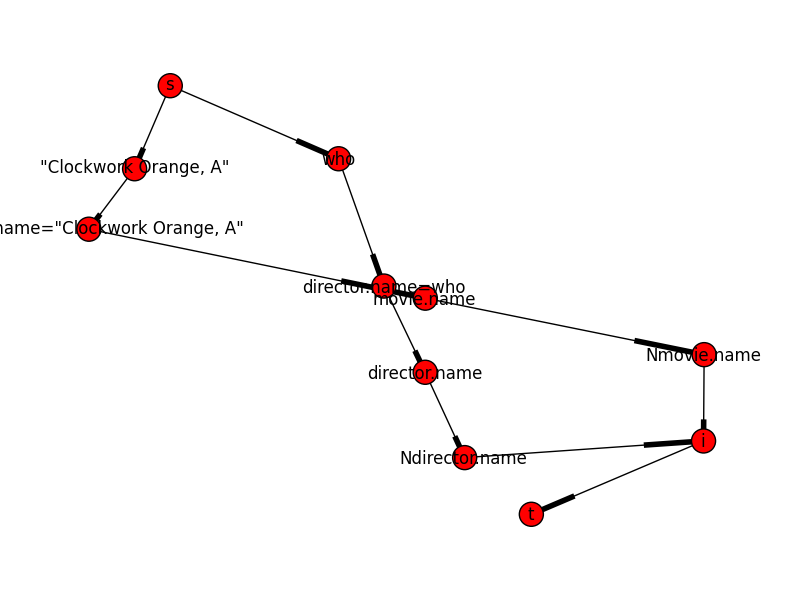 s
who
"Clockwork Orange, A"
name="Clockwork Orange, A"
director.name=who
movie.name
Nmovie.name
director.name
i
Ndirector.name
t